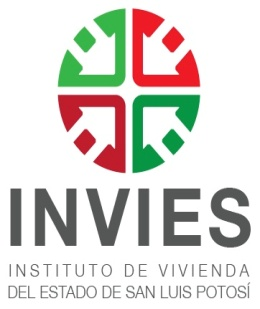 INVIES
INSTITUTO DE VIVIENDA
DEL ESTADO DE SAN LUIS POTOSÍ